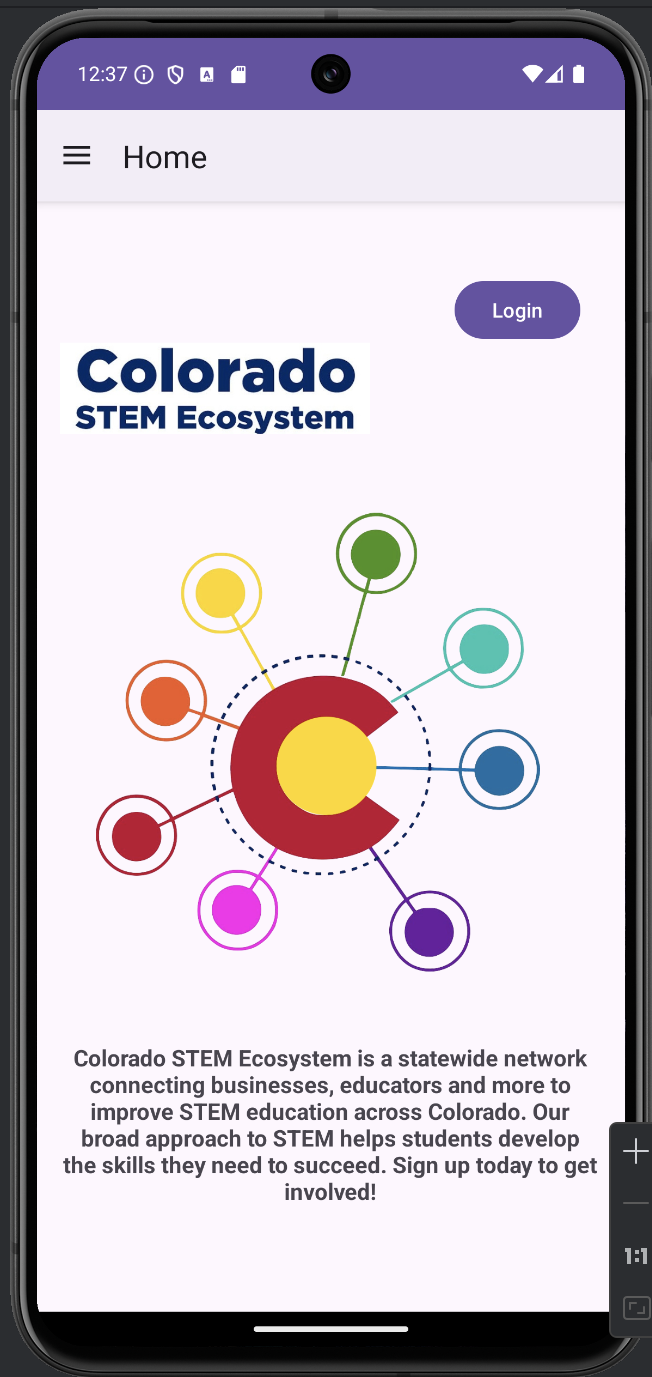 12:37
Home
Login
Colorado
STEM Ecosystem
Colorado STEM Ecosystem is a statewide network
connecting businesses, educators and more to
improve STEM education across Colorado. Our
broad approach to STEM helps students develop
the skills they need to succeed. Sign up today to get
involved!
1:1